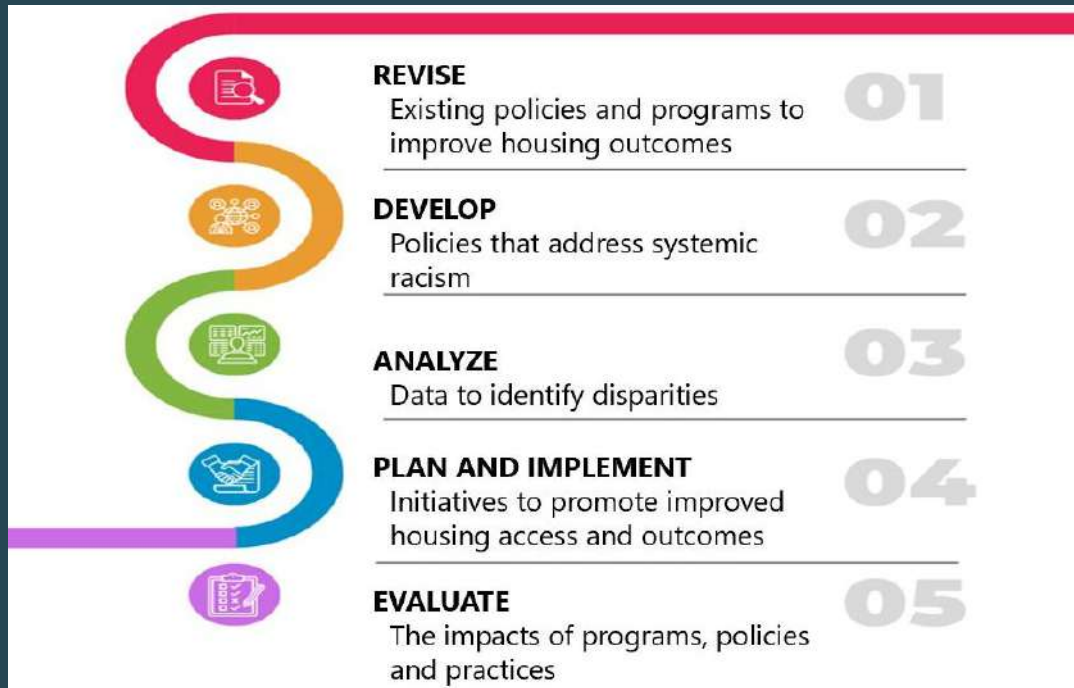 REVISE
Existing policies and programs to
improve housing outcomes
01
DEVELOP
Policies that address systemic
racism
02
ANALYZE
Data to identify disparities
03
PLAN AND IMPLEMENT
Initiatives to promote improved
housing access and outcomes
04
EVALUATE
The impacts of programs, policies
and practices
05